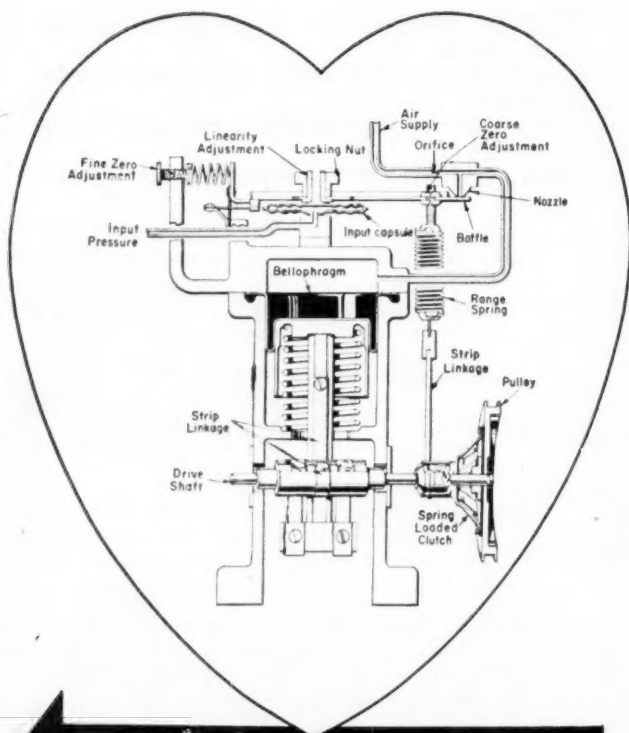 Air
Supply
Coarse
Zero
Adjustment
Linearity
Adjustment
Locking Nut
Orifice
Fine Zero
Adjustment
Nozzle
Input
Pressure
Input capsule
Baffle
Bellophragm
Range
Spring
Strip
Linkage
Pulley
Strip
Linkage
Drive
Shaft
Spring
Loaded
Clutch